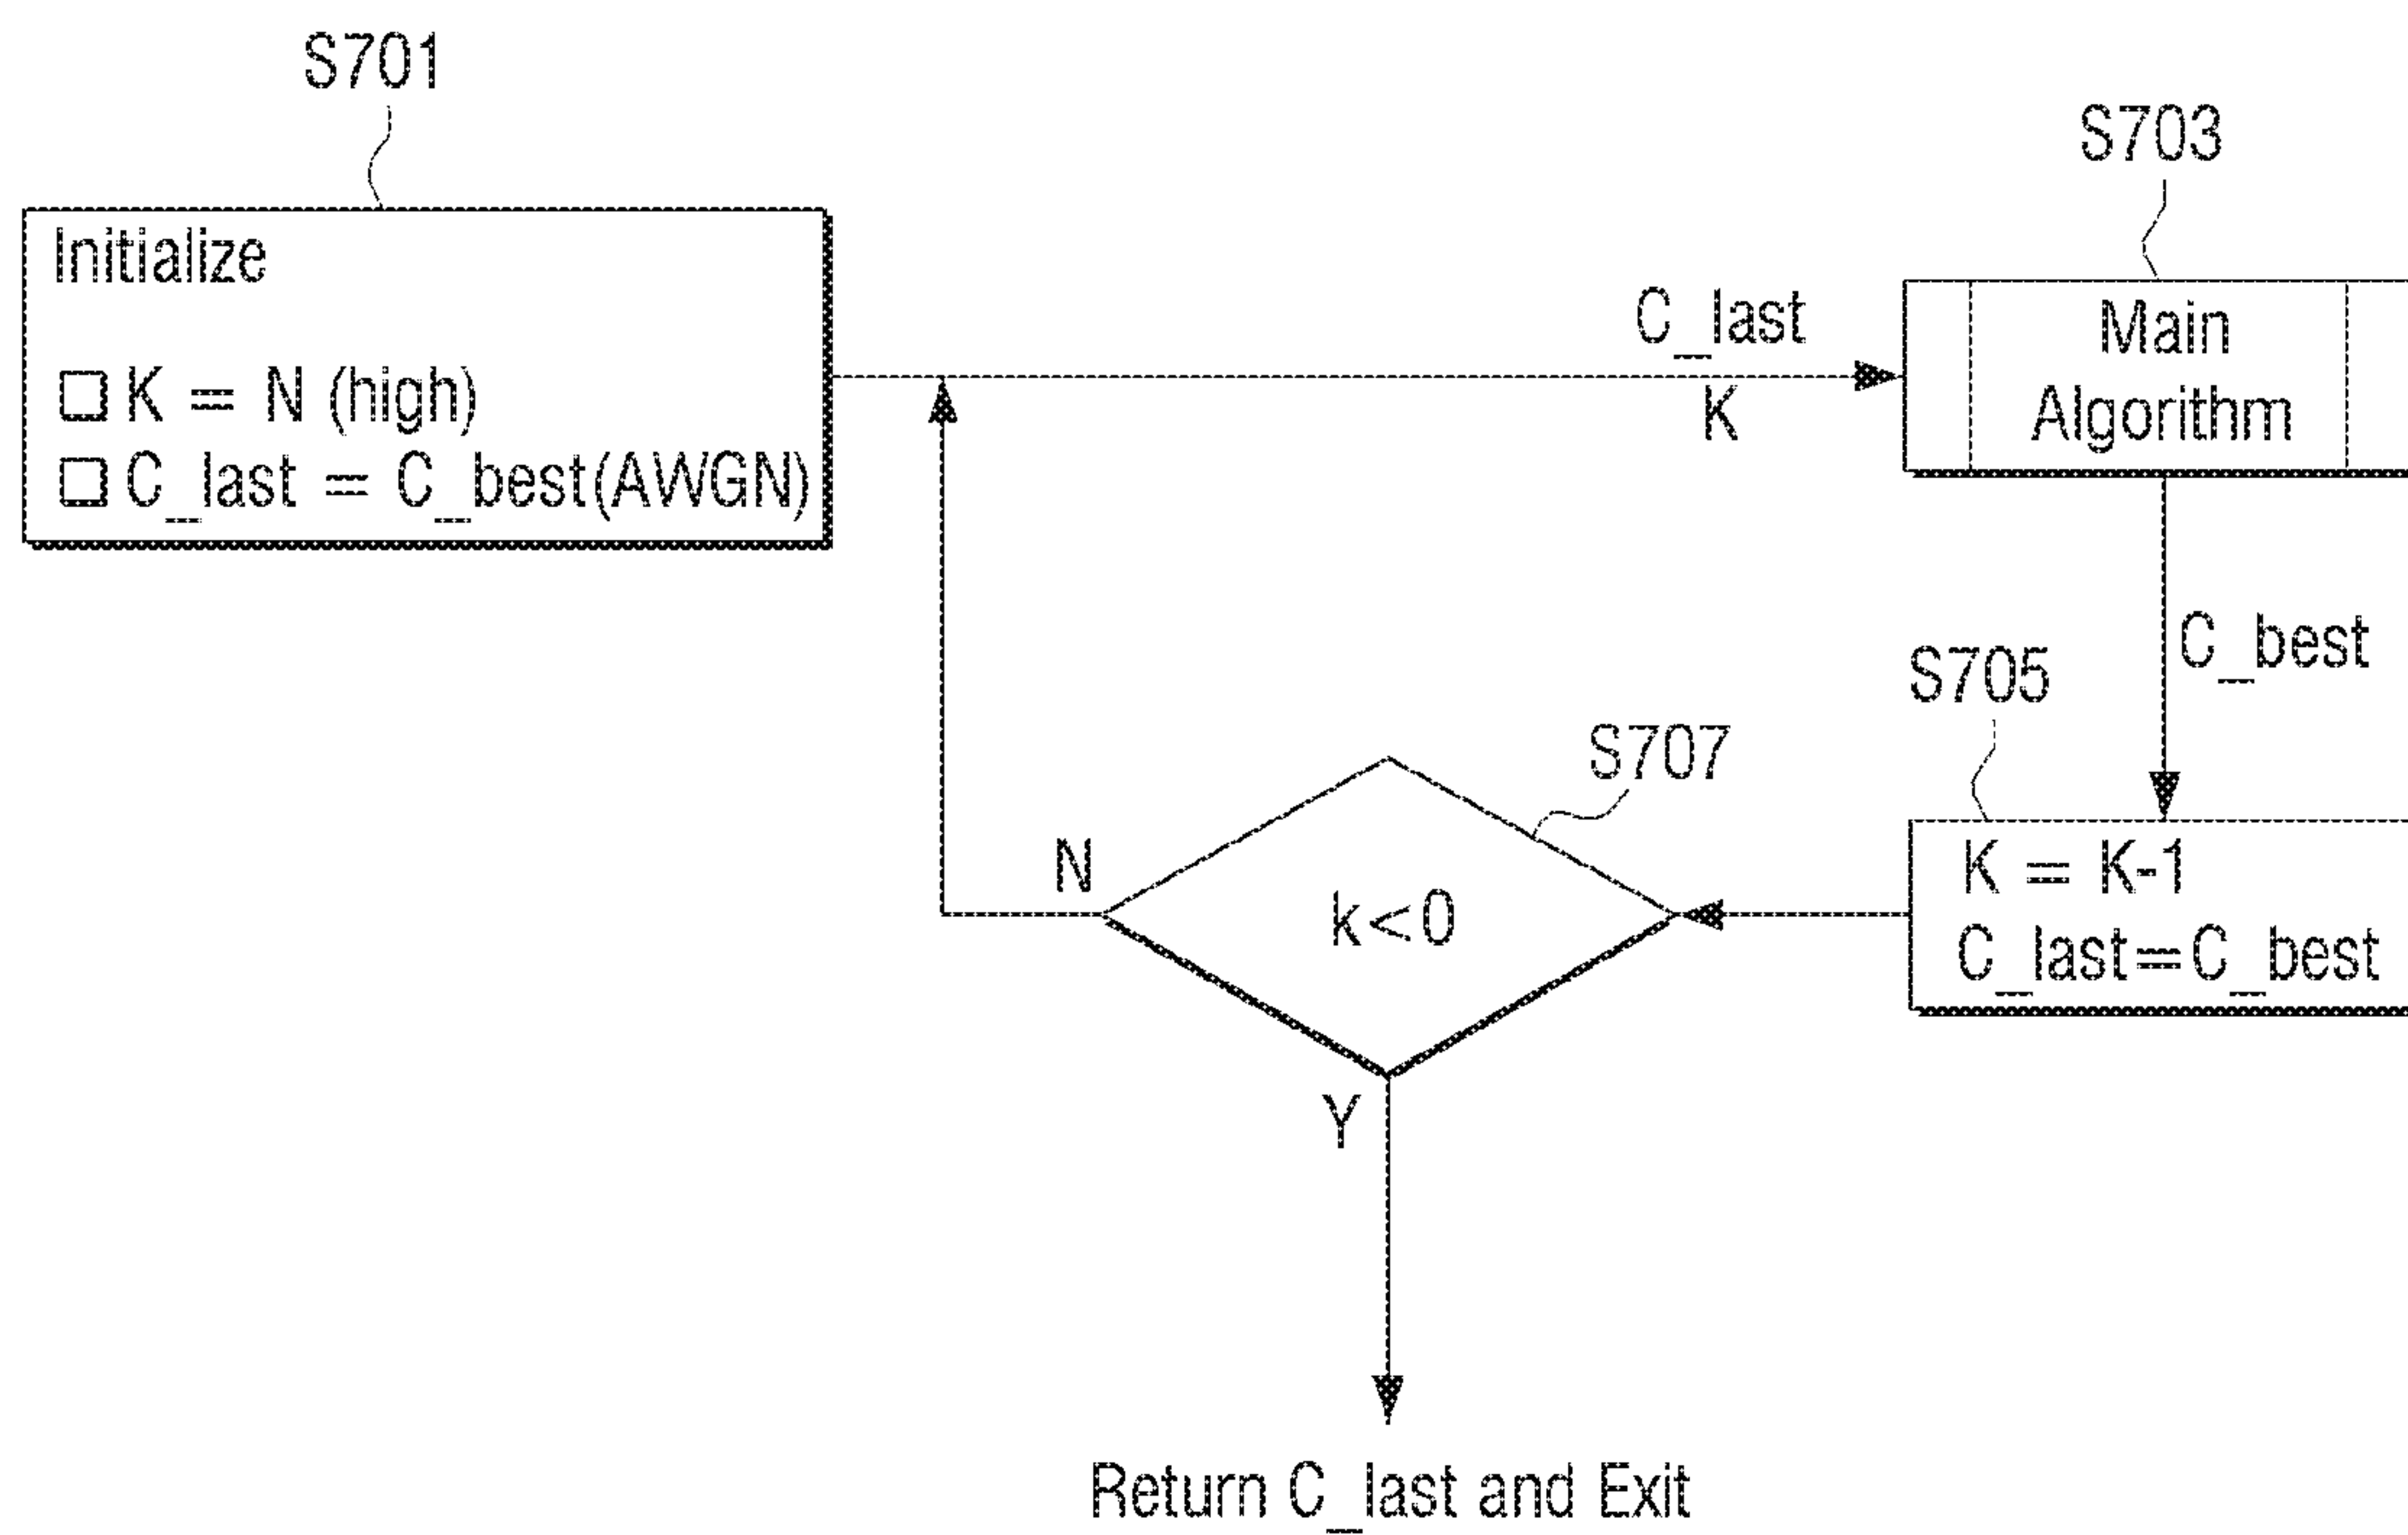 S701
Initialize
K = N (high)
C_last = C_best(AWGN)
C_last
K
S703
Main
Algorithm
C_best
S705
K = K-1
C_last=C_best
S707
k<0
N
Y
Return C_last and Exit